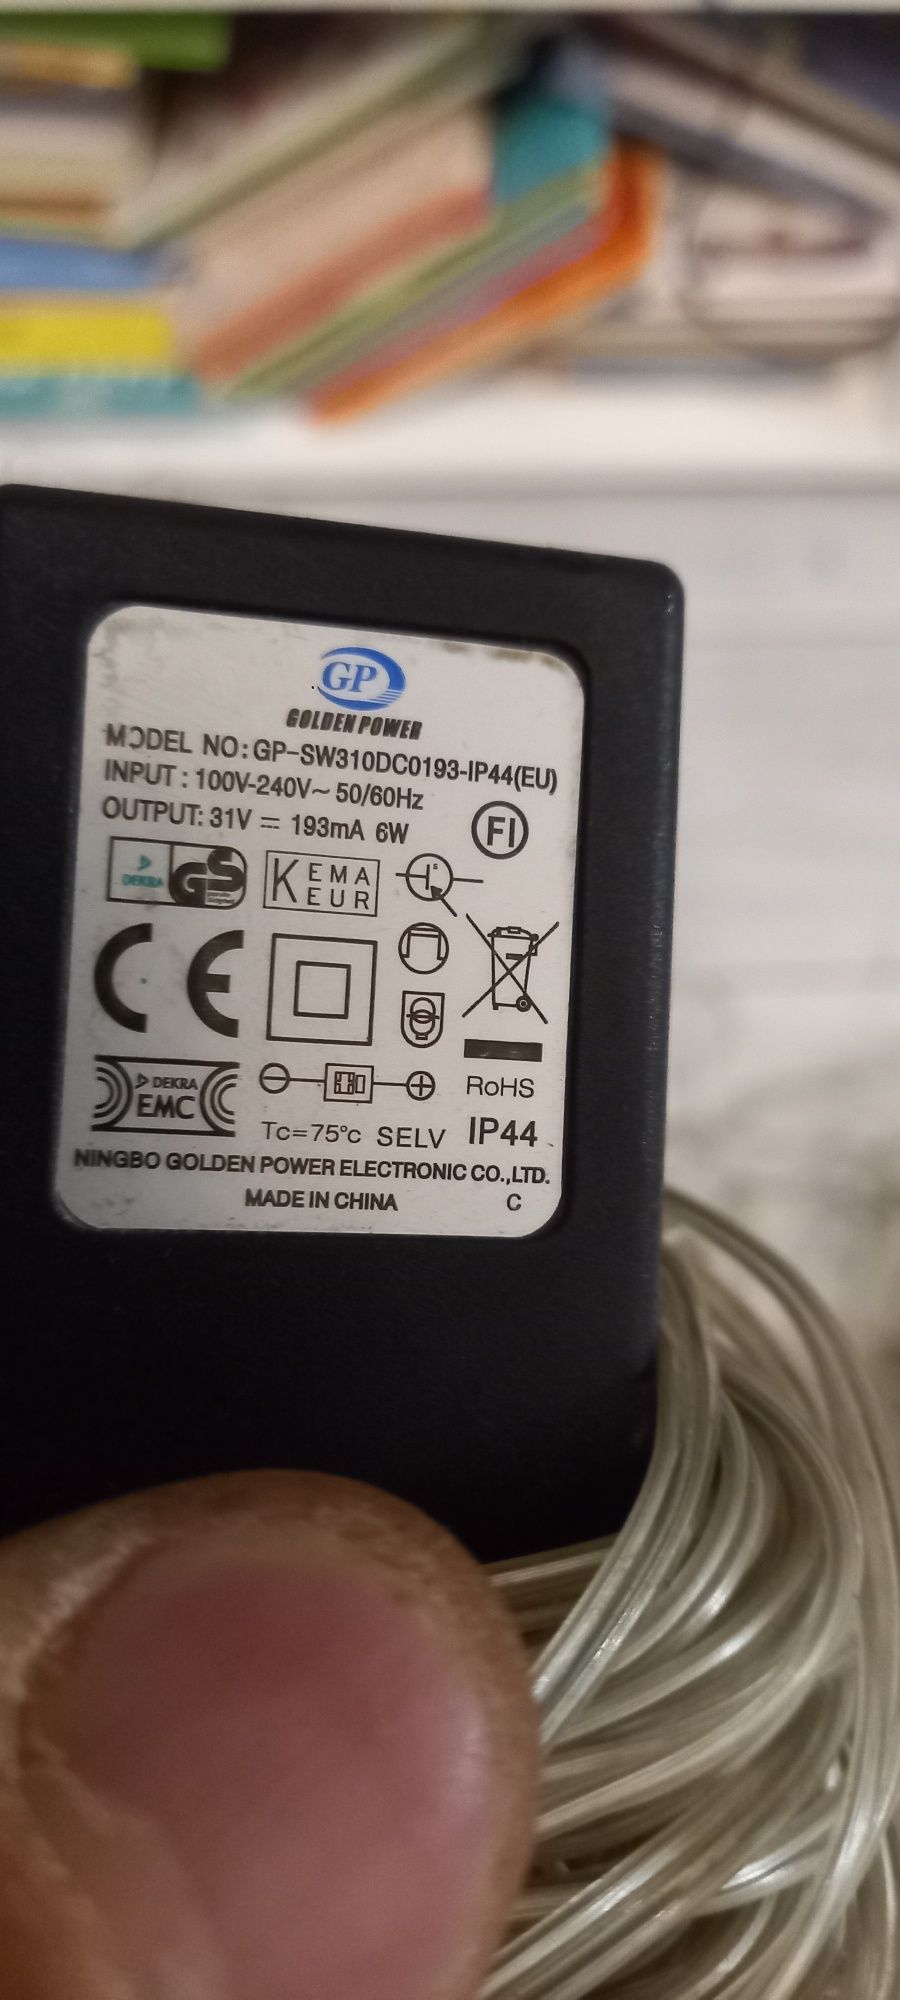 GP
GOLDEN POWER
MODEL NO: GP-SW310DC0193-IP44(EU)
INPUT : 100V-240V~ 50/60Hz
OUTPUT: 31V ⎓ 193mA 6W
FI
DEKRA GS
KEMA
EUR
S
CE
DEKRA
EMC
RoHS
Tc=75°c SELV IP44
NINGBO GOLDEN POWER ELECTRONIC CO.,LTD.
MADE IN CHINA C